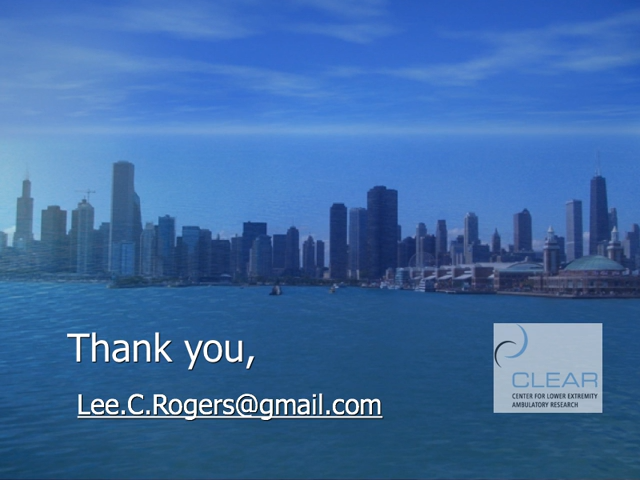 Thank you,
Lee.C.Rogers@gmail.com
CLEAR
CENTER FOR LOWER EXTREMITY
AMBULATORY RESEARCH